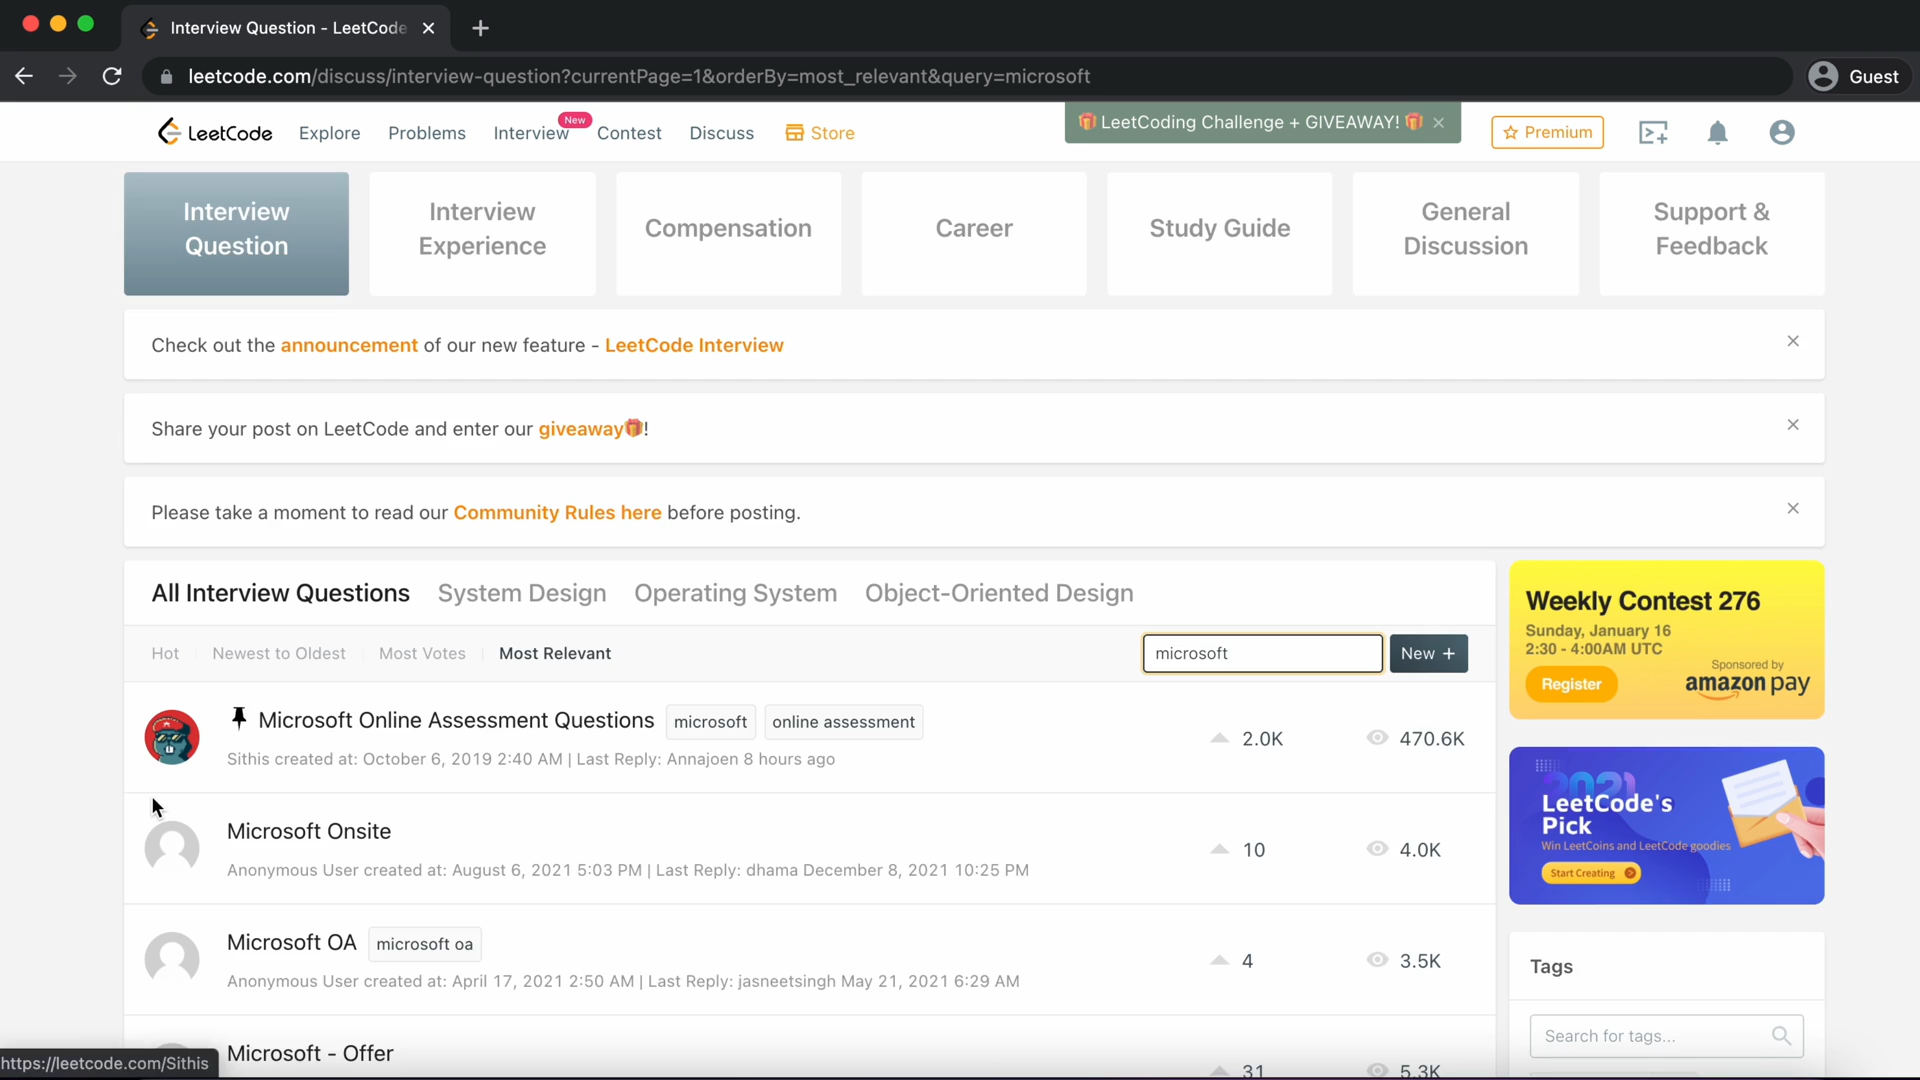 Interview Question - LeetCode
leetcode.com/discuss/interview-question?currentPage=1&orderBy=most_relevant&query=microsoft
Guest
LeetCode
Explore
Problems
Interview
New
Contest
Discuss
Store
🎁 LeetCoding Challenge + GIVEAWAY! 🎁
Premium
Interview
Question
Interview
Experience
Compensation
Career
Study Guide
General
Discussion
Support &
Feedback
Check out the announcement of our new feature - LeetCode Interview
Share your post on LeetCode and enter our giveaway🎁!
Please take a moment to read our Community Rules here before posting.
All Interview Questions
System Design
Operating System
Object-Oriented Design
Hot
Newest to Oldest
Most Votes
Most Relevant
microsoft
New +
Microsoft Online Assessment Questions
microsoft
online assessment
Sithis created at: October 6, 2019 2:40 AM | Last Reply: Annajoen 8 hours ago
2.0K
470.6K
Microsoft Onsite
Anonymous User created at: August 6, 2021 5:03 PM | Last Reply: dhama December 8, 2021 10:25 PM
10
4.0K
Microsoft OA
microsoft oa
Anonymous User created at: April 17, 2021 2:50 AM | Last Reply: jasneetsingh May 21, 2021 6:29 AM
4
3.5K
Microsoft - Offer
31
5.3K
Weekly Contest 276
Sunday, January 16
2:30 - 4:00AM UTC
Register
Sponsored by
amazon pay
2021
LeetCode's
Pick
Win LeetCoins and LeetCode goodies
Start Creating
Tags
Search for tags...
https://leetcode.com/Sithis